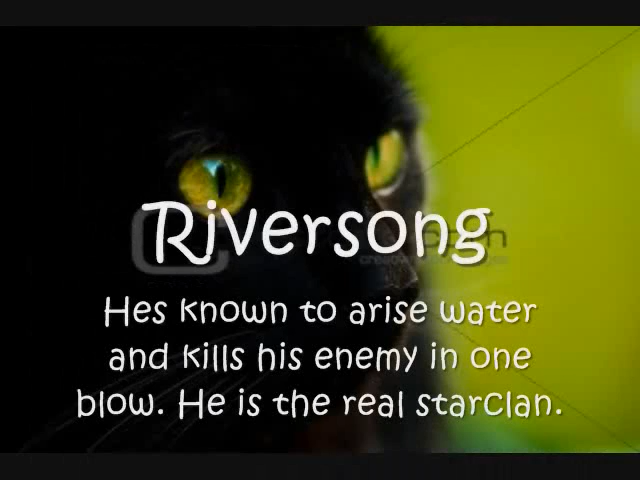 Riversong
Hes known to arise water
and kills his enemy in one
blow. He is the real starclan.